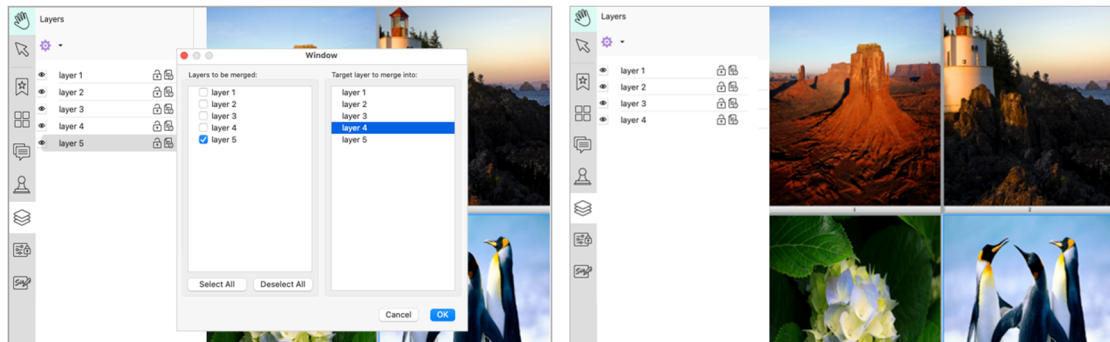 Layers
layer 1
layer 2
layer 3
layer 4
layer 5
Window
Layers to be merged:
layer 1
layer 2
layer 3
layer 4
layer 5
Select All
Deselect All
Target layer to merge into:
layer 1
layer 2
layer 3
layer 4
layer 5
Cancel
OK
Layers
layer 1
layer 2
layer 3
layer 4
1
2